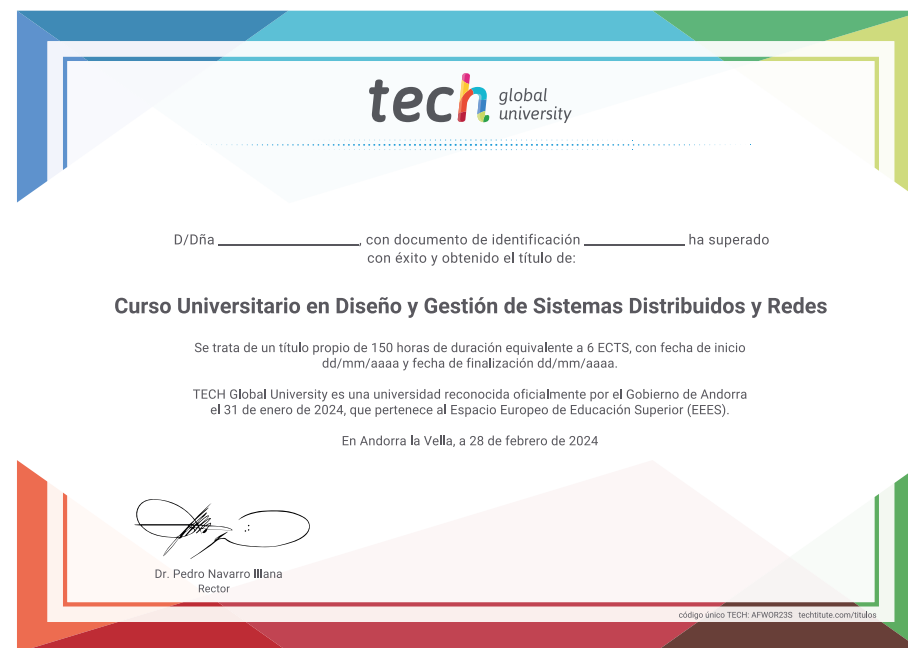 tech global
university
D/Dña ____________, con documento de identificación ____________ ha superado
con éxito y obtenido el título de:
Curso Universitario en Diseño y Gestión de Sistemas Distribuidos y Redes
Se trata de un título propio de 150 horas de duración equivalente a 6 ECTS, con fecha de inicio
dd/mm/aaaa y fecha de finalización dd/mm/aaaa.
TECH Global University es una universidad reconocida oficialmente por el Gobierno de Andorra
el 31 de enero de 2024, que pertenece al Espacio Europeo de Educación Superior (EEES).
En Andorra la Vella, a 28 de febrero de 2024
Dr. Pedro Navarro Illana
Rector
código único TECH: AFWOR23S techtitute.com/titulos